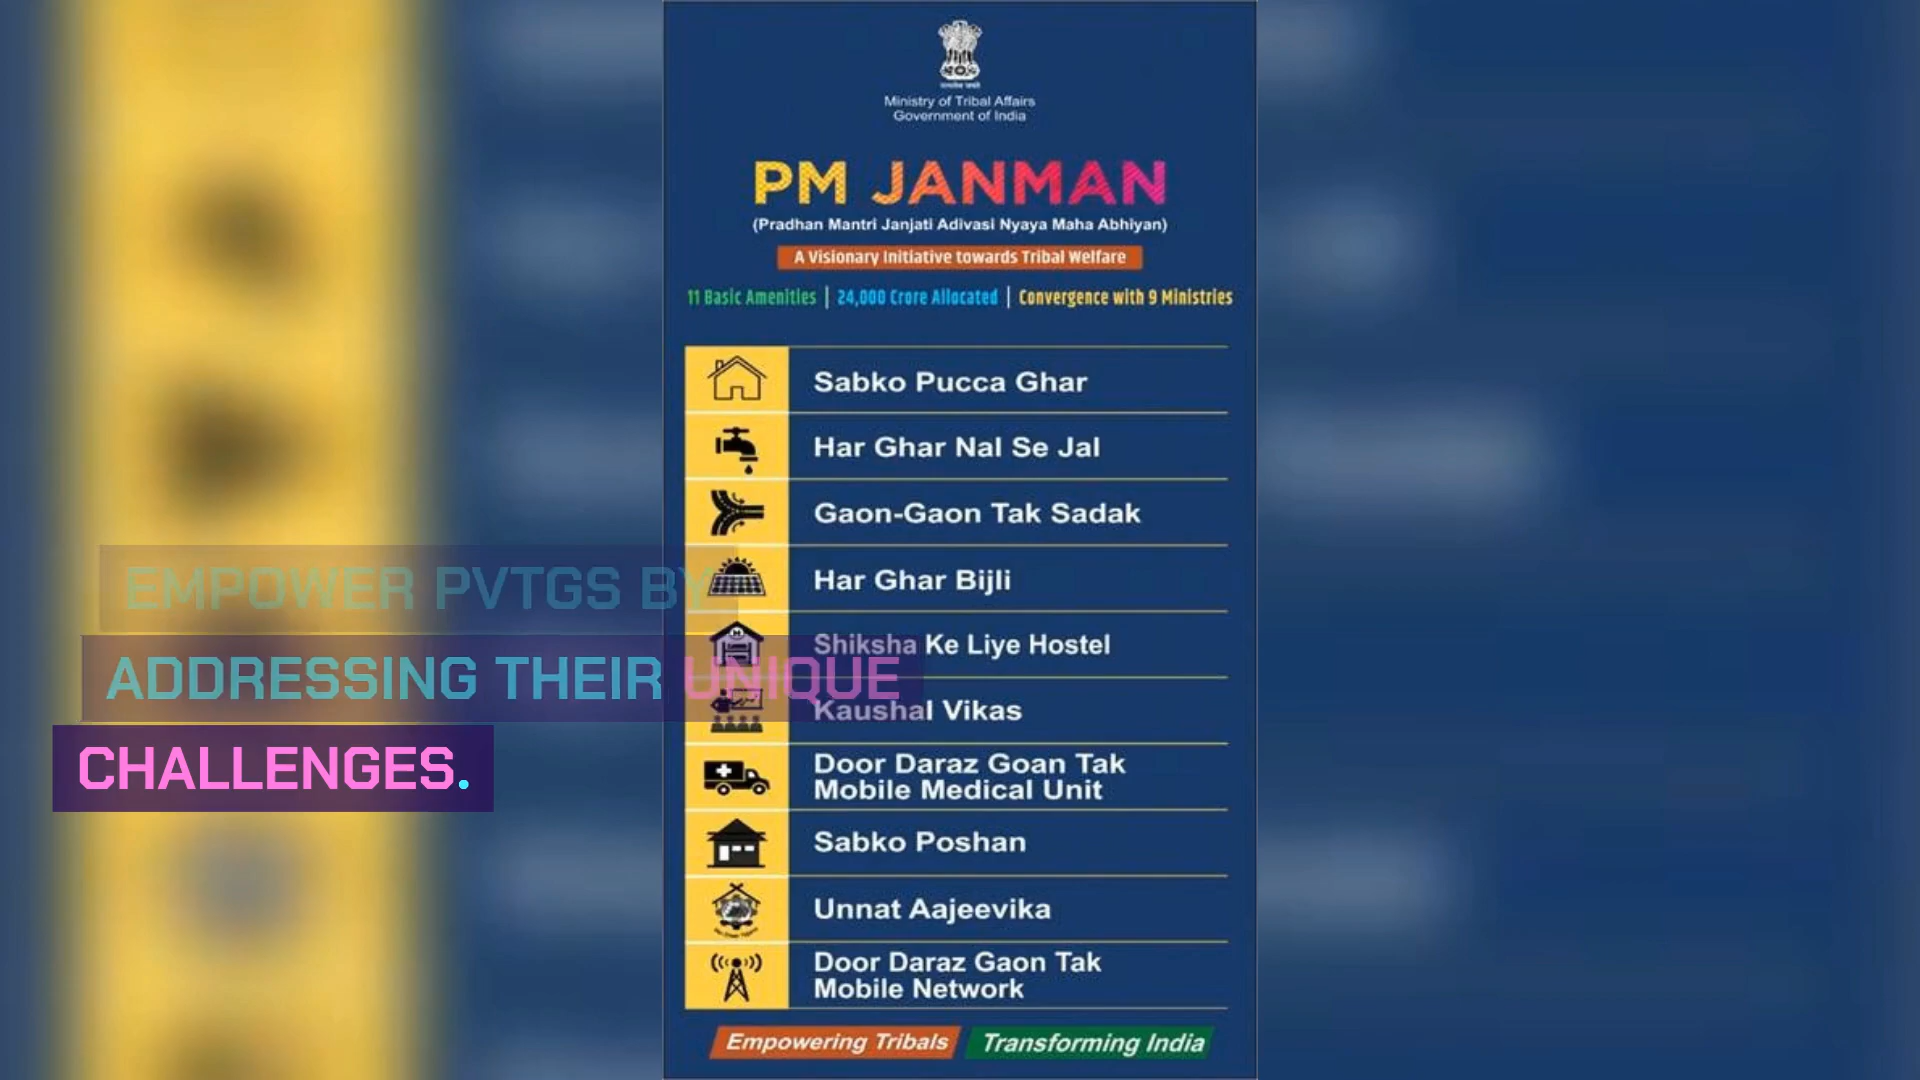 Ministry of Tribal Affairs
Government of India
PM JANMAN
(Pradhan Mantri Janjati Adivasi Nyaya Maha Abhiyan)
A Visionary Initiative towards Tribal Welfare
11 Basic Amenities | 24,000 Crore Allocated | Convergence with 9 Ministries
Sabko Pucca Ghar
Har Ghar Nal Se Jal
Gaon-Gaon Tak Sadak
Har Ghar Bijli
Shiksha Ke Liye Hostel
Kaushal Vikas
Door Daraz Goan Tak
Mobile Medical Unit
Sabko Poshan
Unnat Aajeevika
Door Daraz Gaon Tak
Mobile Network
Empowering Tribals Transforming India
EMPOWER PVTGS BY
ADDRESSING THEIR UNIQUE
CHALLENGES.